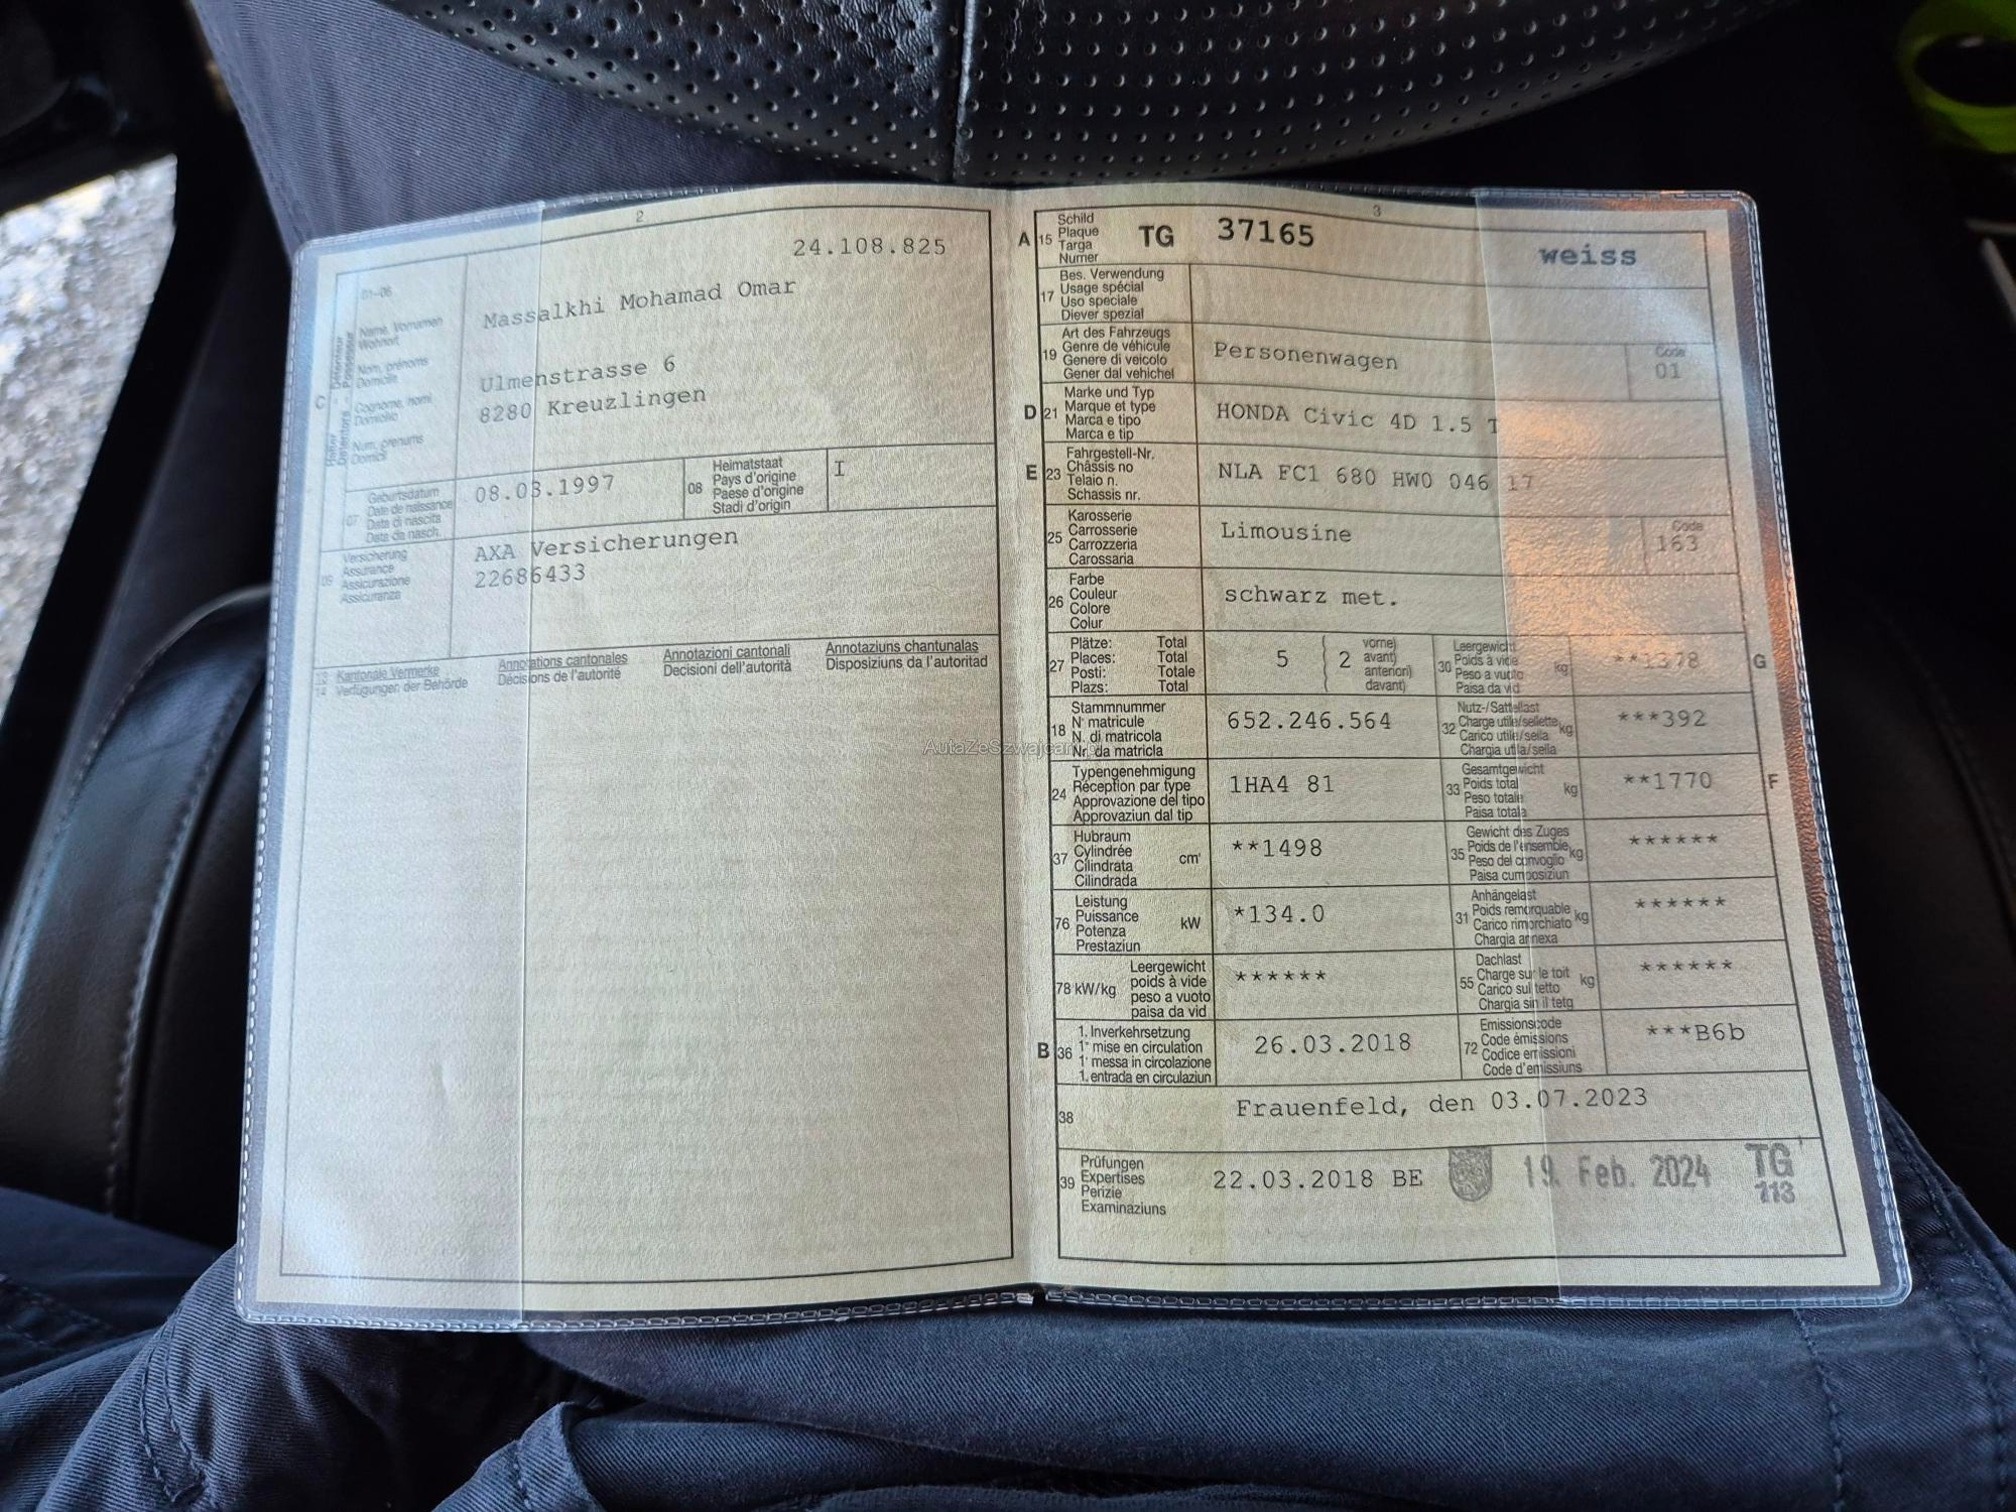 2
24.108.825
01-06
Name, Vornamen
Wohnort
Nom, prénoms
Domicile
Cognome, nomi
Domicilio
Num, prenums
Domicil
C
Massalkhi Mohamad Omar
Ulmenstrasse 6
8280 Kreuzlingen
07 Geburtsdatum
Date de naissance
Data di nascita
Data da nasch.
08.03.1997
08 Heimatstaat
Pays d'origine
Paese d'origine
Stadi d'origin
I
09 Versicherung
Assurance
Assicurazione
Assicuranza
AXA Versicherungen
22686433
13 Kantonale Vermerke
14 Verfügungen der Behörde
Annotations cantonales
Décisions de l'autorité
Annotazioni cantonali
Decisioni dell'autorità
Annotaziuns chantunalas
Disposiziuns da l'autoritad
3
A 15 Schild
Plaque
Targa
Numer
TG 37165 weiss
17 Bes. Verwendung
Usage spécial
Uso speciale
Diever spezial
19 Art des Fahrzeugs
Genre de véhicule
Genere di veicolo
Gener dal vehichel
Personenwagen
Code
01
D 21 Marke und Typ
Marque et type
Marca e tipo
Marca e tip
HONDA Civic 4D 1.5 T
E 23 Fahrgestell-Nr.
Châssis no
Telaio n.
Schassis nr.
NLA FC1 680 HW0 046 17
25 Karosserie
Carrosserie
Carrozzeria
Carossaria
Limousine
Code
163
26 Farbe
Couleur
Colore
Colur
schwarz met.
27 Plätze: Total
Places: Total
Posti: Totale
Plazs: Total
5 ( 2 vorne)
avant)
anteriori)
davant)
30 Leergewicht
Poids à vide kg
Peso a vuoto
Paisa da vid
**1378 G
18 Stammnummer
N° matricule
N. di matricola
Nr. da matricla
652.246.564
32 Nutz-/Sattellast
Charge utile/sellette kg
Carico utile/sella
Chargia utila/sella
***392
AutaZeSzwajcarii
24 Typengenehmigung
Réception par type
Approvazione del tipo
Approvaziun dal tip
1HA4 81
33 Gesamtgewicht
Poids total kg
Peso totale
Paisa totala
**1770 F
37 Hubraum
Cylindrée cm³
Cilindrata
Cilindrada
**1498
35 Gewicht des Zuges
Poids de l'ensemble kg
Peso del convoglio
Paisa cumposiziun
******
76 Leistung
Puissance kW
Potenza
Prestaziun
*134.0
31 Anhängelast
Poids remorquable kg
Carico rimorchiato
Chargia annexa
******
78 kW/kg Leergewicht
poids à vide
peso a vuoto
paisa da vid
******
55 Dachlast
Charge sur le toit kg
Carico sul tetto
Chargia sin il tetg
******
B 36 1. Inverkehrsetzung
1re mise en circulation
1a messa in circolazione
1. entrada en circulaziun
26.03.2018
72 Emissionscode
Code émissions
Codice emissioni
Code d'emissiuns
***B6b
38 Frauenfeld, den 03.07.2023
39 Prüfungen
Expertises
Perizie
Examinaziuns
22.03.2018 BE 19. Feb. 2024 TG
113